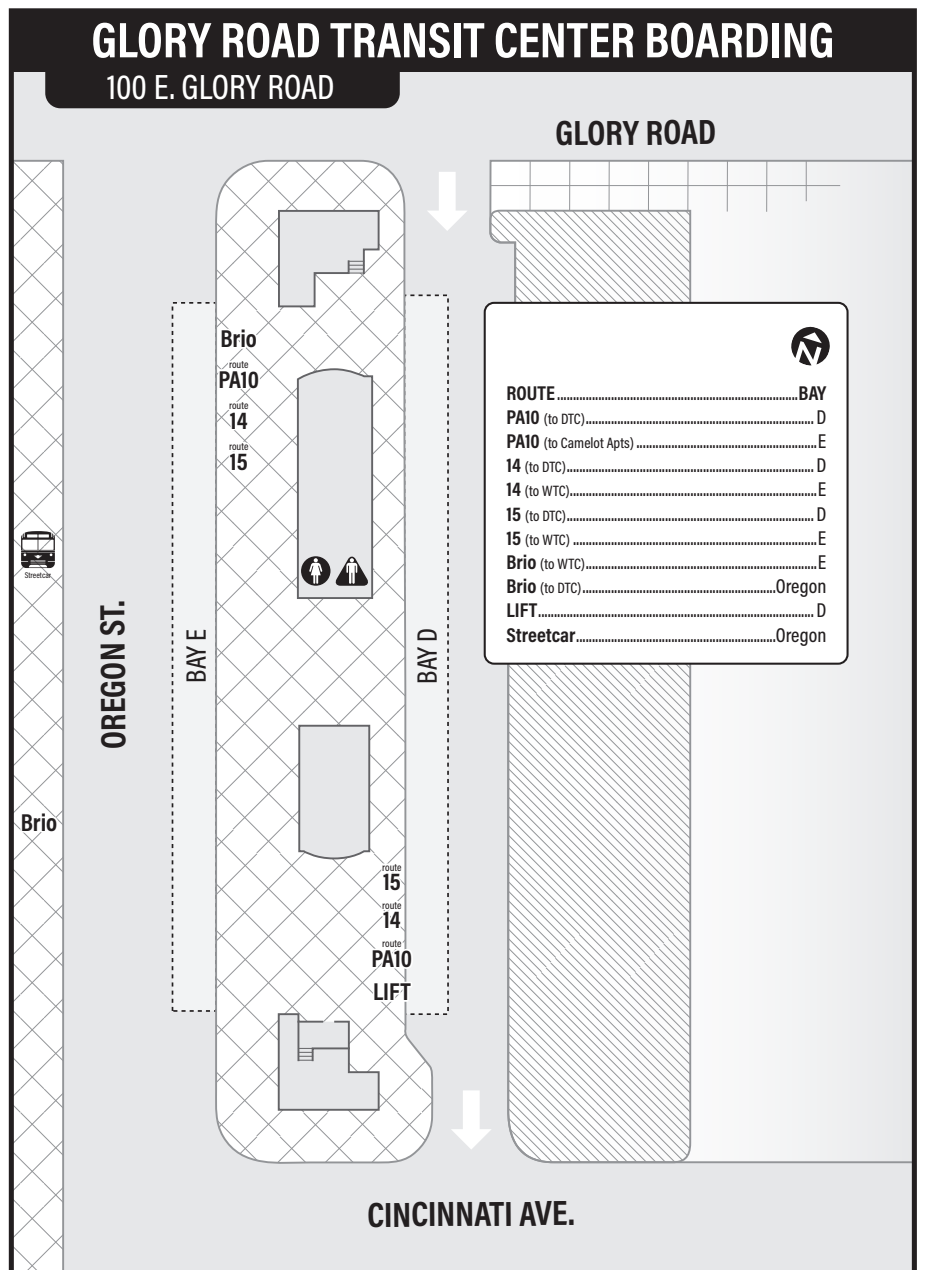 GLORY ROAD TRANSIT CENTER BOARDING
100 E. GLORY ROAD
GLORY ROAD
Brio
route
PA10
route
14
route
15
N
ROUTE..........BAY
PA10 (to DTC)..........D
PA10 (to Camelot Apts)..........E
14 (to DTC)..........D
14 (to WTC)..........E
15 (to DTC)..........D
15 (to WTC)..........E
Brio (to WTC)..........E
Brio (to DTC)..........Oregon
LIFT..........D
Streetcar..........Oregon
Streetcar
OREGON ST.
BAY E
BAY D
Brio
route
15
route
14
route
PA10
LIFT
CINCINNATI AVE.